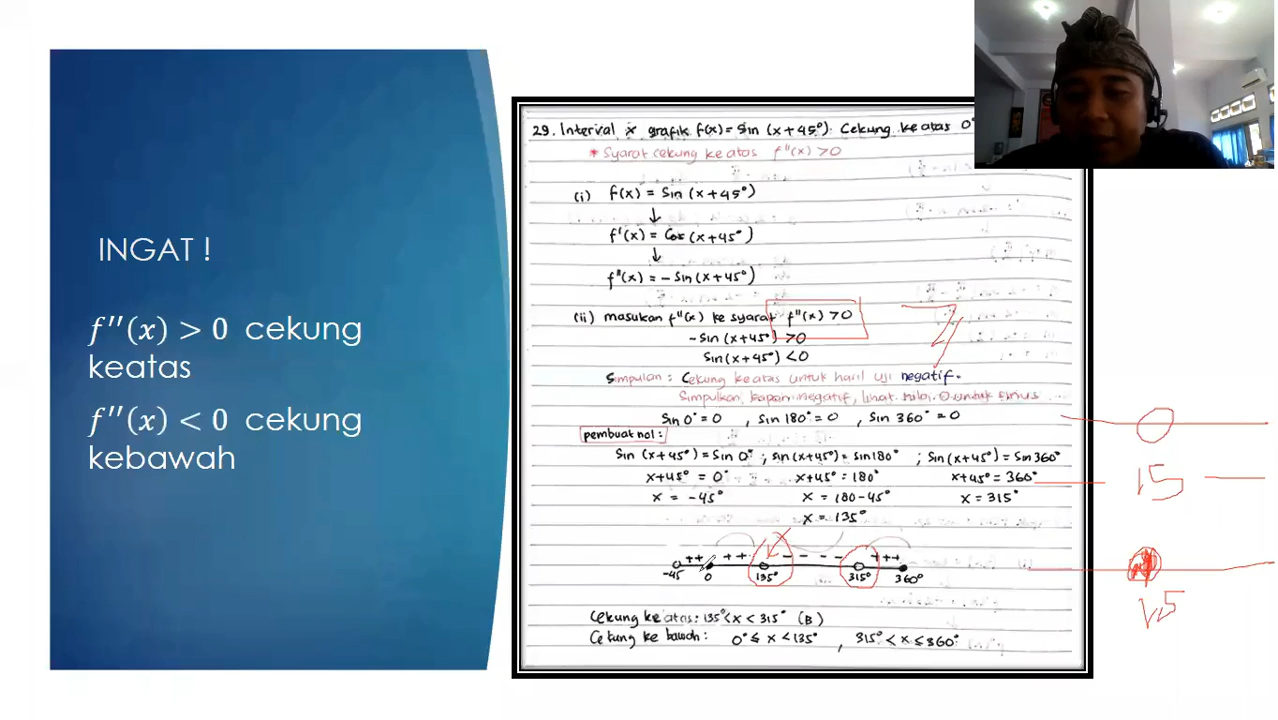 INGAT !
f''(x) > 0 cekung
keatas
f''(x) < 0 cekung
kebawah
29. Interval x grafik f(x) = Sin (x+45°). Cekung ke atas 0°
* Syarat cekung ke atas f''(x) > 0
(i) f(x) = Sin (x+45°)
↓
f'(x) = Cos (x+45°)
↓
f"(x) = - Sin (x+45°)
(ii) masukan f"(x) ke syarat f"(x) > 0
- Sin (x+45°) > 0
Sin (x+45°) < 0
Simpulan : Cekung ke atas untuk hasil uji negatif.
Simpulkan kapan negatif, lihat nilai 0 untuk sinus
Sin 0° = 0 , Sin 180° = 0 , Sin 360° = 0
pembuat nol :
Sin (x+45°) = Sin 0° ; sin (x+45°) = sin 180° ; Sin (x+45°) = Sin 360°
x+45° = 0° x+45° = 180° x+45° = 360°
x = -45° x = 180-45° x = 315°
x = 135°
15
++ ++ - - - - - +++
-45 0 135° 315° 360°
15
Cekung ke atas : 135° < x < 315° (B)
Cekung ke bawah : 0° ≤ x < 135° , 315° < x ≤ 360°